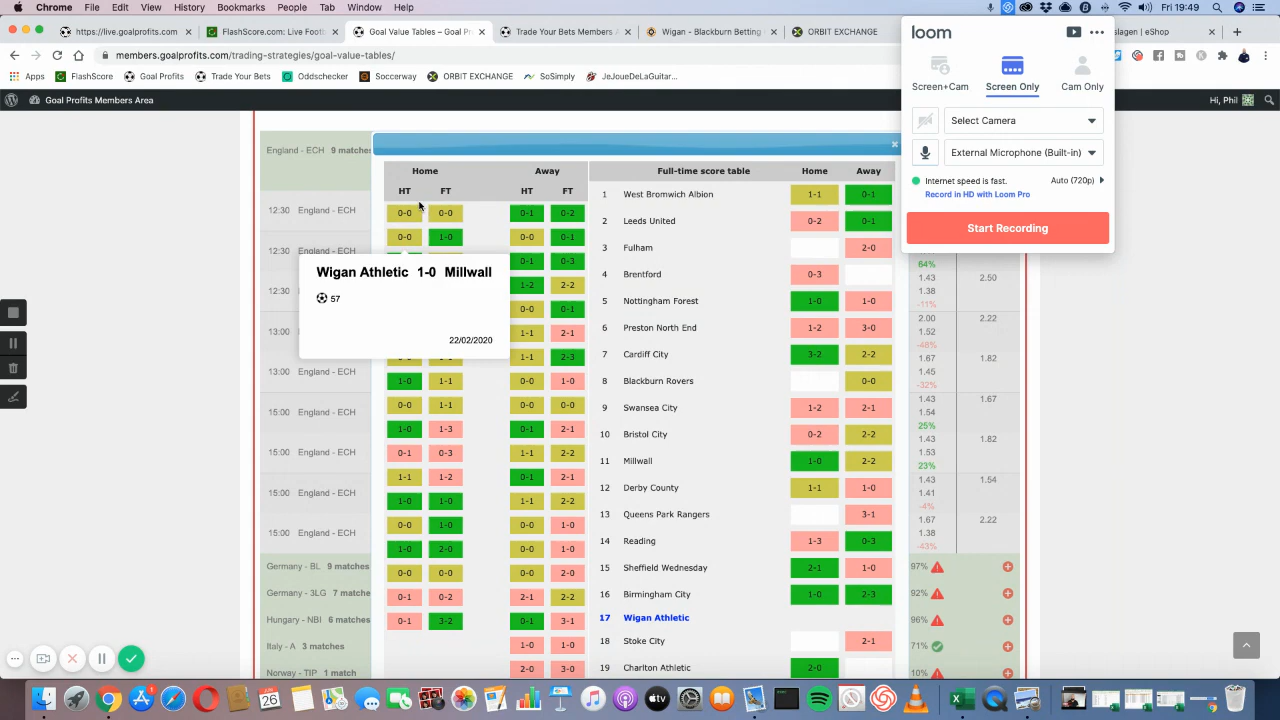 Chrome File Edit View History Bookmarks People Tab Window Help
Fri 19:49
https://live.goalprofits.com
FlashScore.com: Live Footb
Goal Value Tables – Goal Pro
Trade Your Bets Members A
Wigan - Blackburn Betting
ORBIT EXCHANGE
slagen | eShop
members.goalprofits.com/trading-strategies/goal-value-tables/
Apps FlashScore Goal Profits Trade Your Bets Oddschecker Soccerway ORBIT EXCHANGE SoSimply JeJoueDeLaGuitar...
Goal Profits Members Area
Hi, Phil
loom
Screen+Cam Screen Only Cam Only
Select Camera
External Microphone (Built-in)
Internet speed is fast. Auto (720p)
Record in HD with Loom Pro
Start Recording
England - ECH 9 matches
12:30 England - ECH
12:30 England - ECH
12:30 England - ECH
13:00 England - ECH
13:00 England - ECH
15:00 England - ECH
15:00 England - ECH
15:00 England - ECH
15:00 England - ECH
Germany - BL 9 matches
Germany - 3LG 7 matche
Hungary - NBI 6 matches
Italy - A 3 matches
Norway - TIP 1 match
Home Away
HT FT HT FT
0-0 0-0 0-1 0-2
0-0 1-0 0-0 0-1
0-1 0-3
1-2 2-2
0-0 0-1
1-1 2-1
1-1 2-3
1-0 1-1 0-0 1-0
0-0 1-1 0-0 0-0
1-0 1-3 0-1 2-1
0-1 0-3 1-1 2-2
1-1 1-2 0-1 2-1
1-0 1-0 1-1 2-2
0-0 1-0 0-0 1-0
1-0 2-0 0-0 1-0
0-0 0-0 0-0 2-0
0-1 0-2 2-1 2-2
0-1 3-2 0-1 3-1
1-0 1-0
2-0 3-0
Wigan Athletic 1-0 Millwall
57
22/02/2020
Full-time score table Home Away
1 West Bromwich Albion 1-1 0-1
2 Leeds United 0-2 0-1
3 Fulham 2-0
4 Brentford 0-3
5 Nottingham Forest 1-0 1-0
6 Preston North End 1-2 3-0
7 Cardiff City 3-2 2-2
8 Blackburn Rovers 0-0
9 Swansea City 1-2 2-1
10 Bristol City 0-2 2-2
11 Millwall 1-0 2-2
12 Derby County 1-1 1-0
13 Queens Park Rangers 3-1
14 Reading 1-3 0-3
15 Sheffield Wednesday 2-1 1-0
16 Birmingham City 1-0 2-3
17 Wigan Athletic
18 Stoke City 2-1
19 Charlton Athletic 2-0
64%
1.43 2.50
1.38
-11%
2.00 2.22
1.52
-48%
1.67 1.82
1.45
-32%
1.43 1.67
1.54
25%
1.43 1.82
1.53
23%
1.43 1.54
1.41
-4%
1.67 2.22
1.38
-43%
97%
92%
96%
71%
10%
26